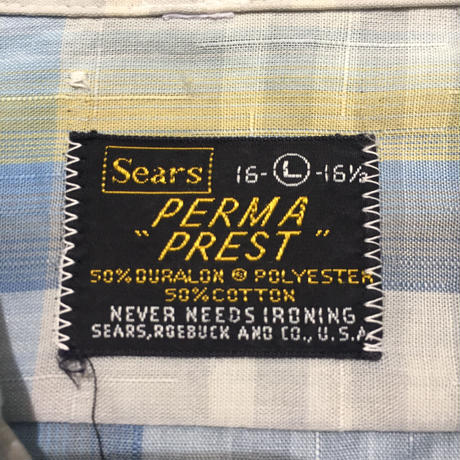 Sears 16-L-16½
PERMA
"PREST"
50% DURALON ® POLYESTER
50% COTTON
NEVER NEEDS IRONING
SEARS, ROEBUCK AND CO., U.S.A.